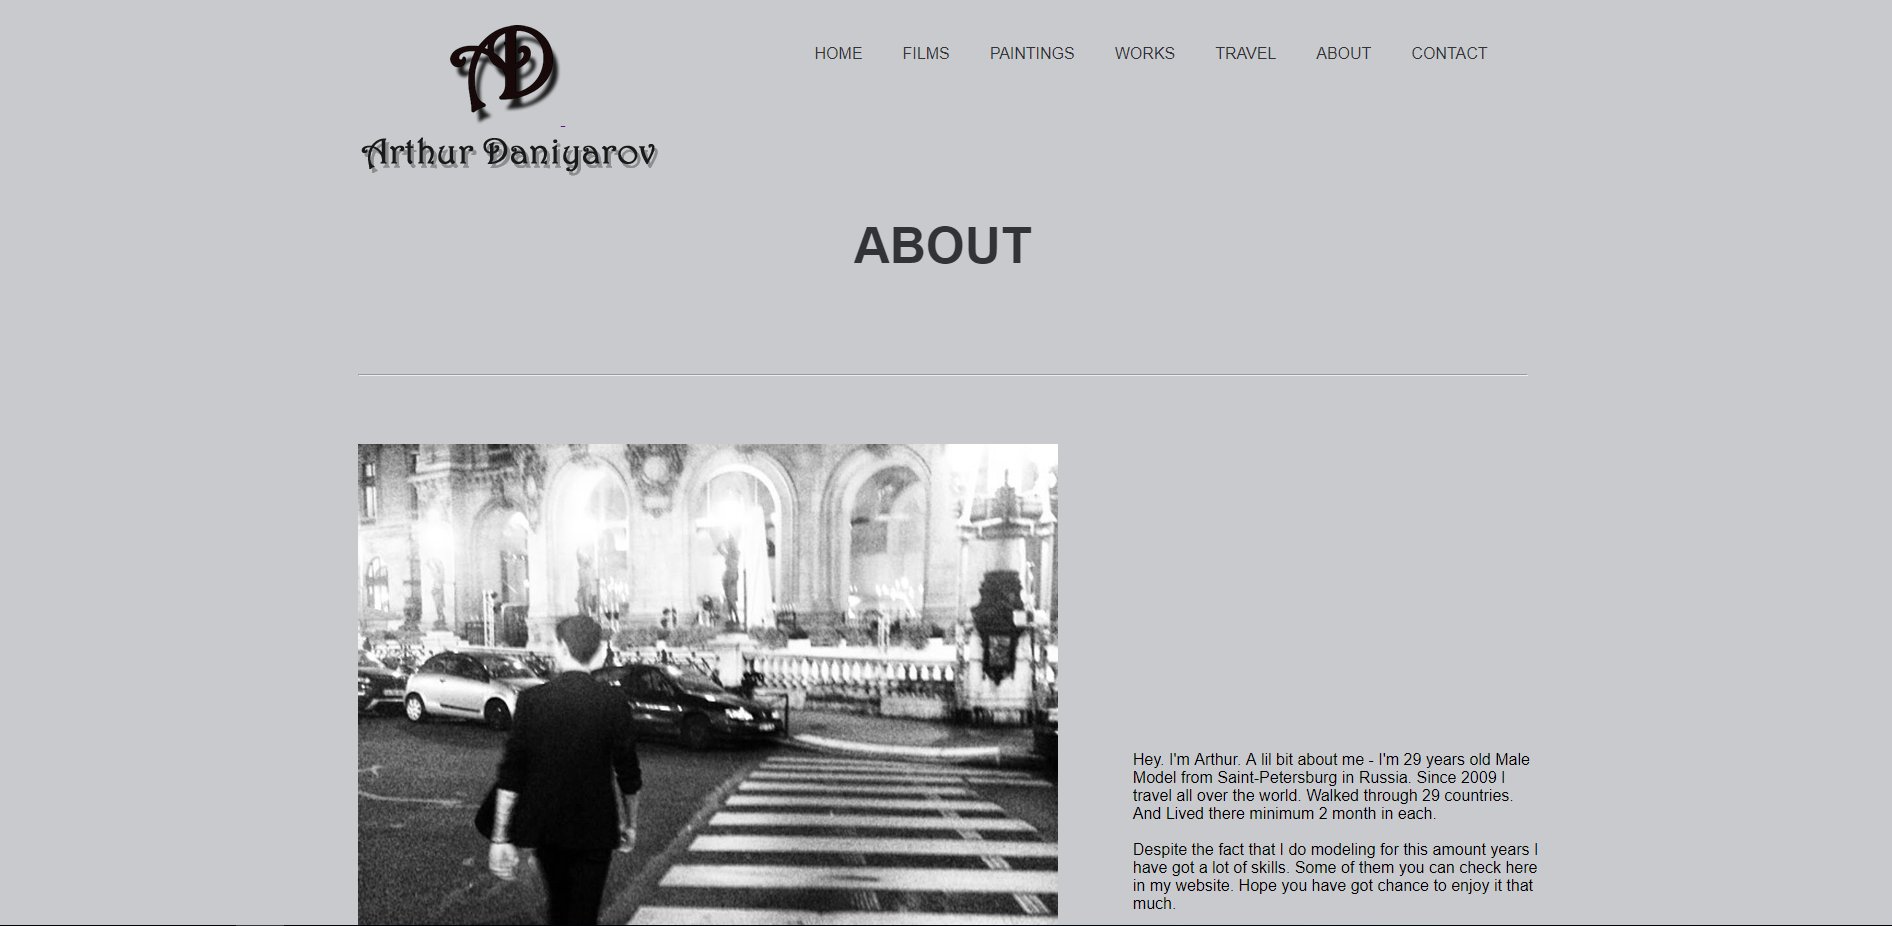 AD
HOME FILMS PAINTINGS WORKS TRAVEL ABOUT CONTACT
Arthur Daniyarov
ABOUT
Hey. I'm Arthur. A lil bit about me - I'm 29 years old Male
Model from Saint-Petersburg in Russia. Since 2009 I
travel all over the world. Walked through 29 countries.
And Lived there minimum 2 month in each.
Despite the fact that I do modeling for this amount years I
have got a lot of skills. Some of them you can check here
in my website. Hope you have got chance to enjoy it that
much.